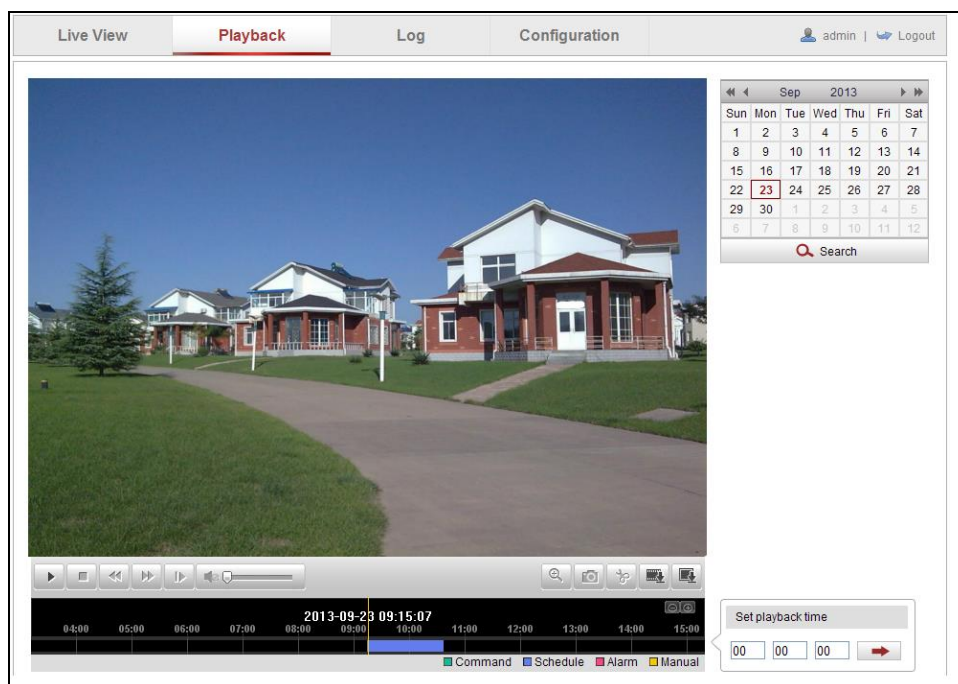 Live View Playback Log Configuration admin | Logout
Sep 2013
Sun Mon Tue Wed Thu Fri Sat
1 2 3 4 5 6 7
8 9 10 11 12 13 14
15 16 17 18 19 20 21
22 23 24 25 26 27 28
29 30 1 2 3 4 5
6 7 8 9 10 11 12
Search
2013-09-23 09:15:07
04:00 05:00 06:00 07:00 08:00 09:00 10:00 11:00 12:00 13:00 14:00 15:00
Command Schedule Alarm Manual
Set playback time
00 00 00